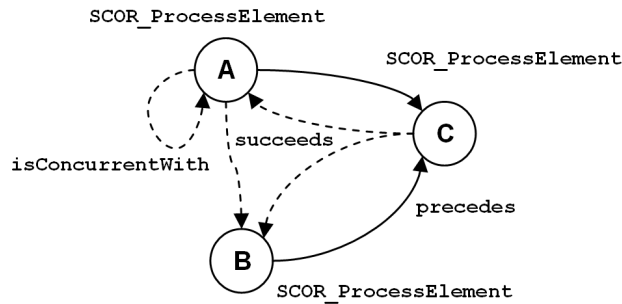 SCOR_ProcessElement
A
SCOR_ProcessElement
C
succeeds
isConcurrentWith
precedes
B
SCOR_ProcessElement